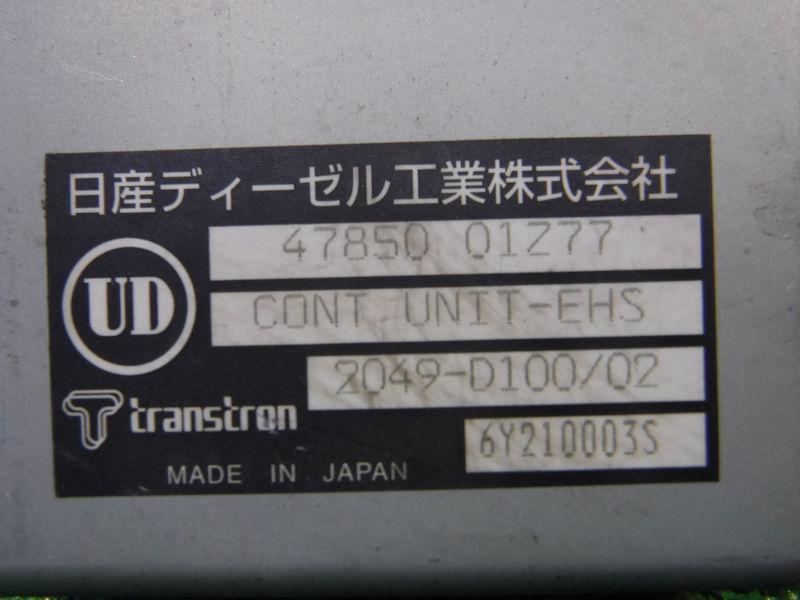 日産ディーゼル工業株式会社
47850 01Z77
UD
CONT UNIT-EHS
2049-D100/02
transtron
6Y210003S
MADE IN JAPAN